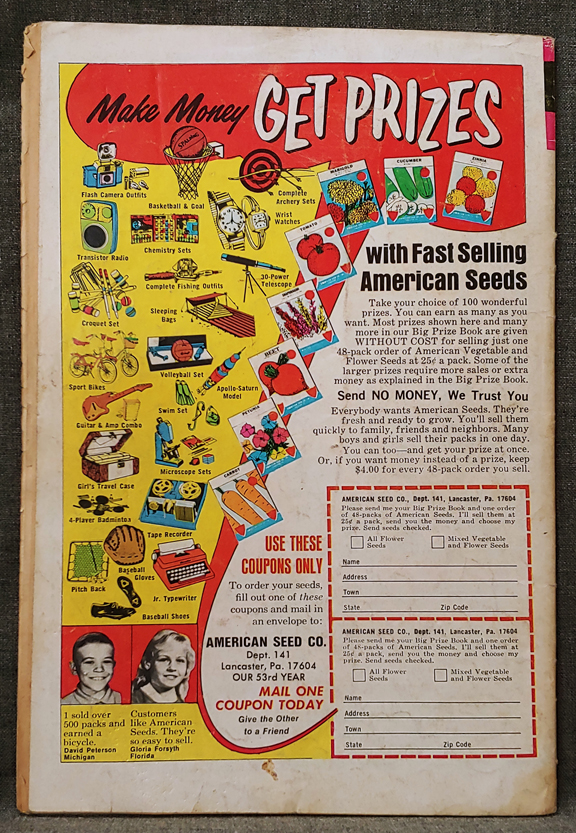 Make Money GET PRIZES
with Fast Selling
American Seeds
SPALDING
Flash Camera Outfits
Basketball & Goal
Complete
Archery Sets
Wrist
Watches
Transistor Radio
Chemistry Sets
Complete Fishing Outfits
30-Power
Telescope
Croquet Set
Sleeping
Bags
Sport Bikes
Volleyball Set
Apollo-Saturn
Model
Swim Set
Guitar & Amp Combo
Microscope Sets
Girl's Travel Case
4-Player Badminton
Tape Recorder
Pitch Back
Baseball
Gloves
Jr. Typewriter
Baseball Shoes
MARIGOLD
CUCUMBER
ZINNIA
TOMATO
BEET
PETUNIA
CARROT
Take your choice of 100 wonderful
prizes. You can earn as many as you
want. Most prizes shown here and many
more in our Big Prize Book are given
WITHOUT COST for selling just one
48-pack order of American Vegetable and
Flower Seeds at 25¢ a pack. Some of the
larger prizes require more sales or extra
money as explained in the Big Prize Book.
Send NO MONEY, We Trust You
Everybody wants American Seeds. They're
fresh and ready to grow. You'll sell them
quickly to family, friends and neighbors. Many
boys and girls sell their packs in one day.
You can too—and get your prize at once.
Or, if you want money instead of a prize, keep
$4.00 for every 48-pack order you sell.
USE THESE
COUPONS ONLY
To order your seeds,
fill out one of these
coupons and mail in
an envelope to:
AMERICAN SEED CO.
Dept. 141
Lancaster, Pa. 17604
OUR 53rd YEAR
MAIL ONE
COUPON TODAY
Give the Other
to a Friend
I sold over
500 packs and
earned a
bicycle.
David Peterson
Michigan
Customers
like American
Seeds. They're
so easy to sell.
Gloria Forsyth
Florida
AMERICAN SEED CO., Dept. 141, Lancaster, Pa. 17604
Please send me your Big Prize Book and one order
of 48-packs of American Seeds. I'll sell them at
25¢ a pack, send you the money and choose my
prize. Send seeds checked.
All Flower
Seeds
Mixed Vegetable
and Flower Seeds
Name
Address
Town
State Zip Code
AMERICAN SEED CO., Dept. 141, Lancaster, Pa. 17604
Please send me your Big Prize Book and one order
of 48-packs of American Seeds. I'll sell them at
25¢ a pack, send you the money and choose my
prize. Send seeds checked.
All Flower
Seeds
Mixed Vegetable
and Flower Seeds
Name
Address
Town
State Zip Code